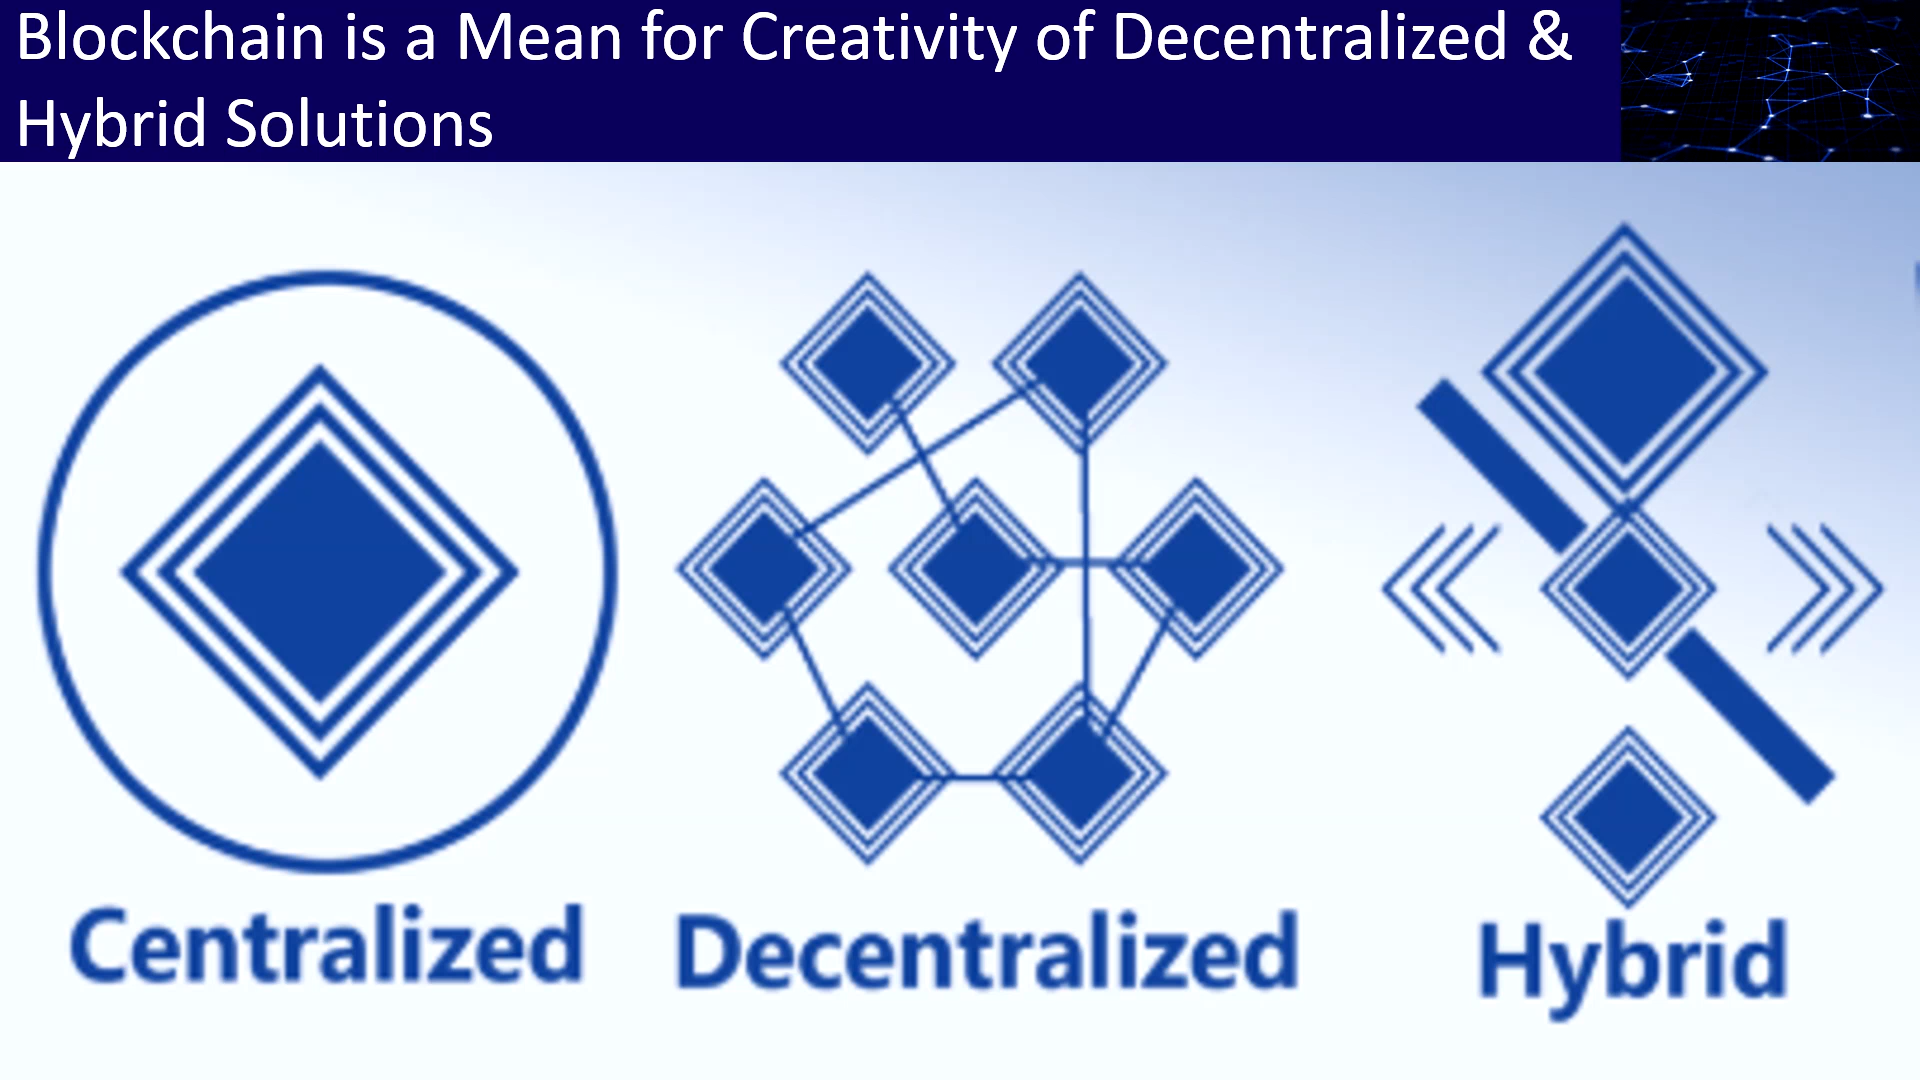 Blockchain is a Mean for Creativity of Decentralized &
Hybrid Solutions
Centralized
Decentralized
Hybrid